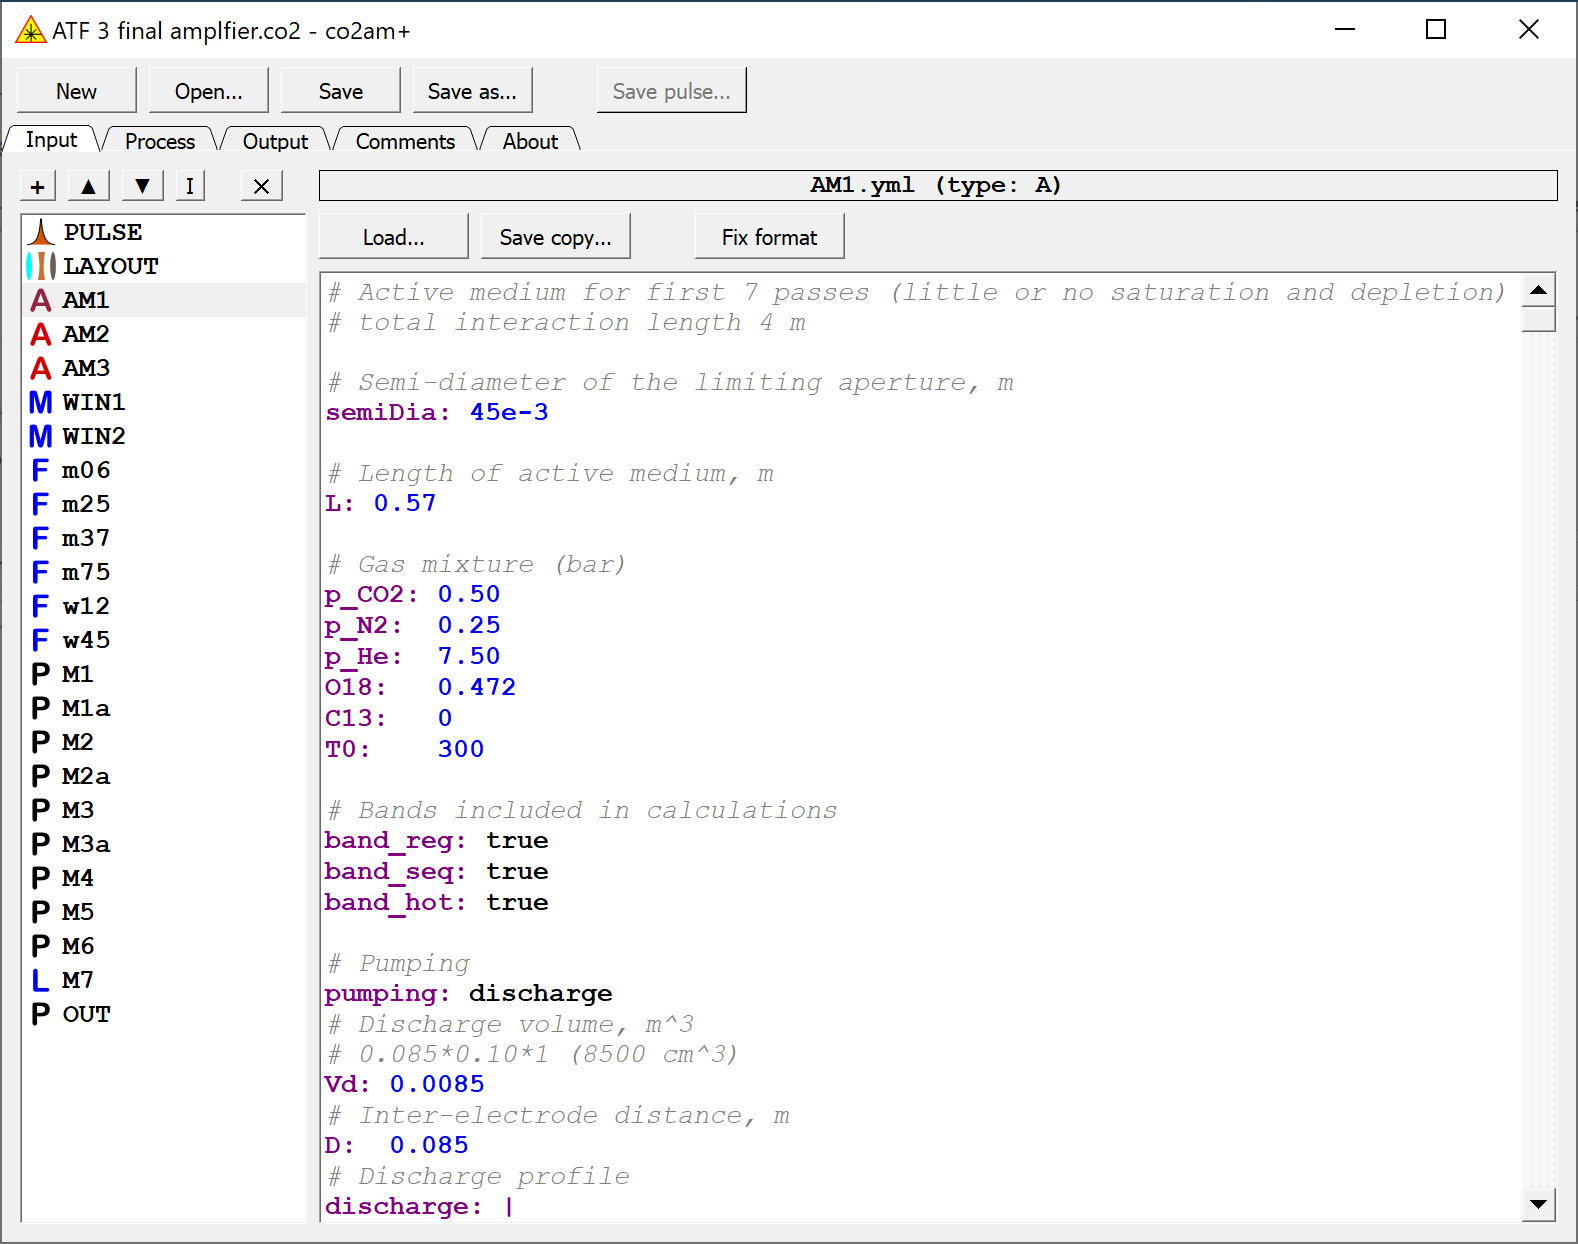 ATF 3 final amplfier.co2 - co2am+
New Open... Save Save as... Save pulse...
Input Process Output Comments About
+ ▲ ▼ I ×
AM1.yml (type: A)
PULSE
LAYOUT
A AM1
A AM2
A AM3
M WIN1
M WIN2
F m06
F m25
F m37
F m75
F w12
F w45
P M1
P M1a
P M2
P M2a
P M3
P M3a
P M4
P M5
P M6
L M7
P OUT
Load... Save copy... Fix format
# Active medium for first 7 passes (little or no saturation and depletion)
# total interaction length 4 m
# Semi-diameter of the limiting aperture, m
semiDia: 45e-3
# Length of active medium, m
L: 0.57
# Gas mixture (bar)
p_CO2: 0.50
p_N2: 0.25
p_He: 7.50
O18: 0.472
C13: 0
T0: 300
# Bands included in calculations
band_reg: true
band_seq: true
band_hot: true
# Pumping
pumping: discharge
# Discharge volume, m^3
# 0.085*0.10*1 (8500 cm^3)
Vd: 0.0085
# Inter-electrode distance, m
D: 0.085
# Discharge profile
discharge: |